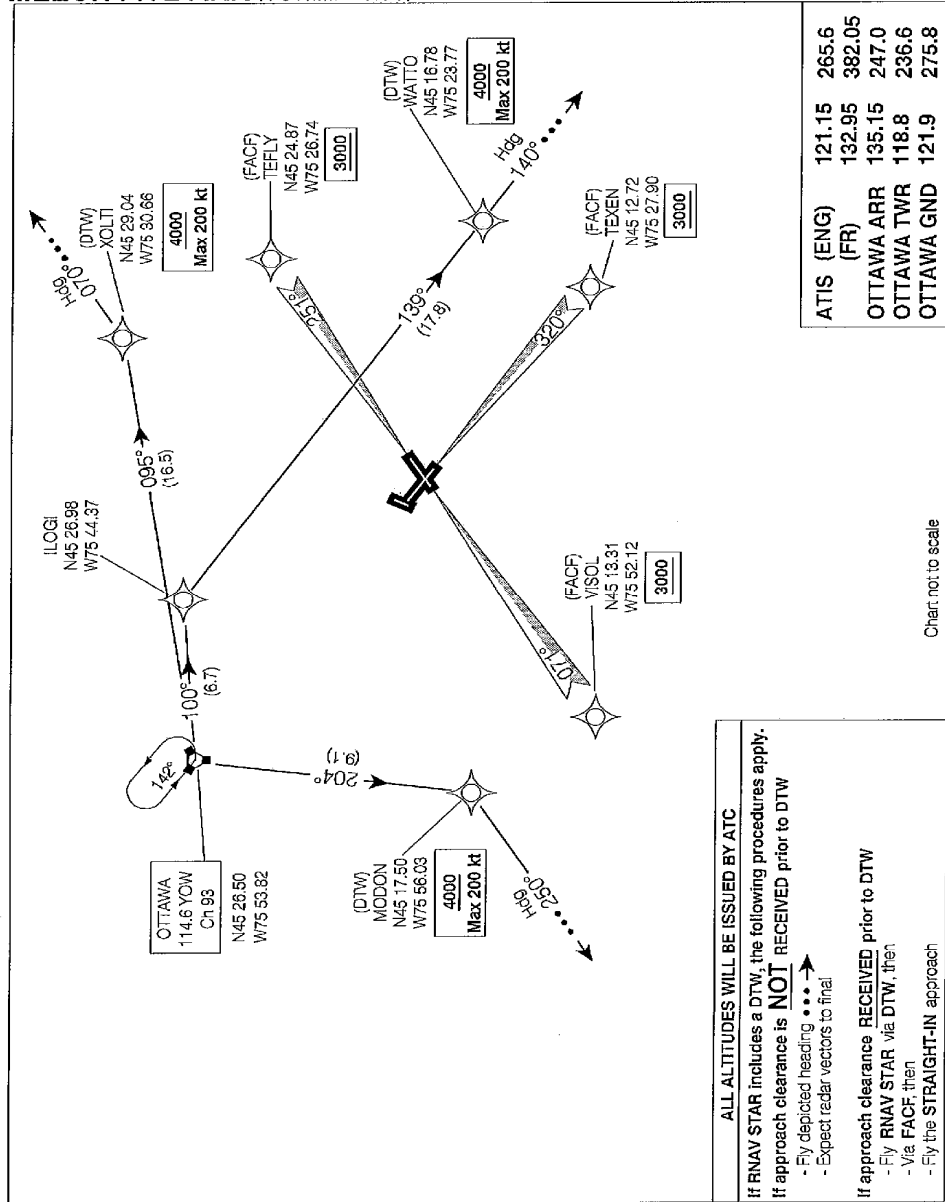 OTTAWA
114.6 YOW
Ch 93
N45 26.50
W75 53.82
142°
100°
(6.7)
ILOGI
N45 26.98
W75 44.37
095°
(16.5)
(DTW)
XOLTI
N45 29.04
W75 30.66
4000
Max 200 kt
Hdg
070°
(FACF)
TEFLY
N45 24.87
W75 26.74
3000
251°
(DTW)
WATTO
N45 16.78
W75 23.77
4000
Max 200 kt
139°
(17.8)
Hdg
140°
204°
(9.1)
(DTW)
MODON
N45 17.50
W75 56.03
4000
Max 200 kt
Hdg
250°
(FACF)
VISOL
N45 13.31
W75 52.12
3000
071°
(FACF)
TEXEN
N45 12.72
W75 27.90
3000
320°
ALL ALTITUDES WILL BE ISSUED BY ATC
If RNAV STAR includes a DTW, the following procedures apply.
If approach clearance is NOT RECEIVED prior to DTW
- Fly depicted heading
- Expect radar vectors to final
If approach clearance RECEIVED prior to DTW
- Fly RNAV STAR via DTW, then
- Via FACF, then
- Fly the STRAIGHT-IN approach
Chart not to scale
ATIS (ENG) 121.15 265.6
(FR) 132.95 382.05
OTTAWA ARR 135.15 247.0
OTTAWA TWR 118.8 236.6
OTTAWA GND 121.9 275.8